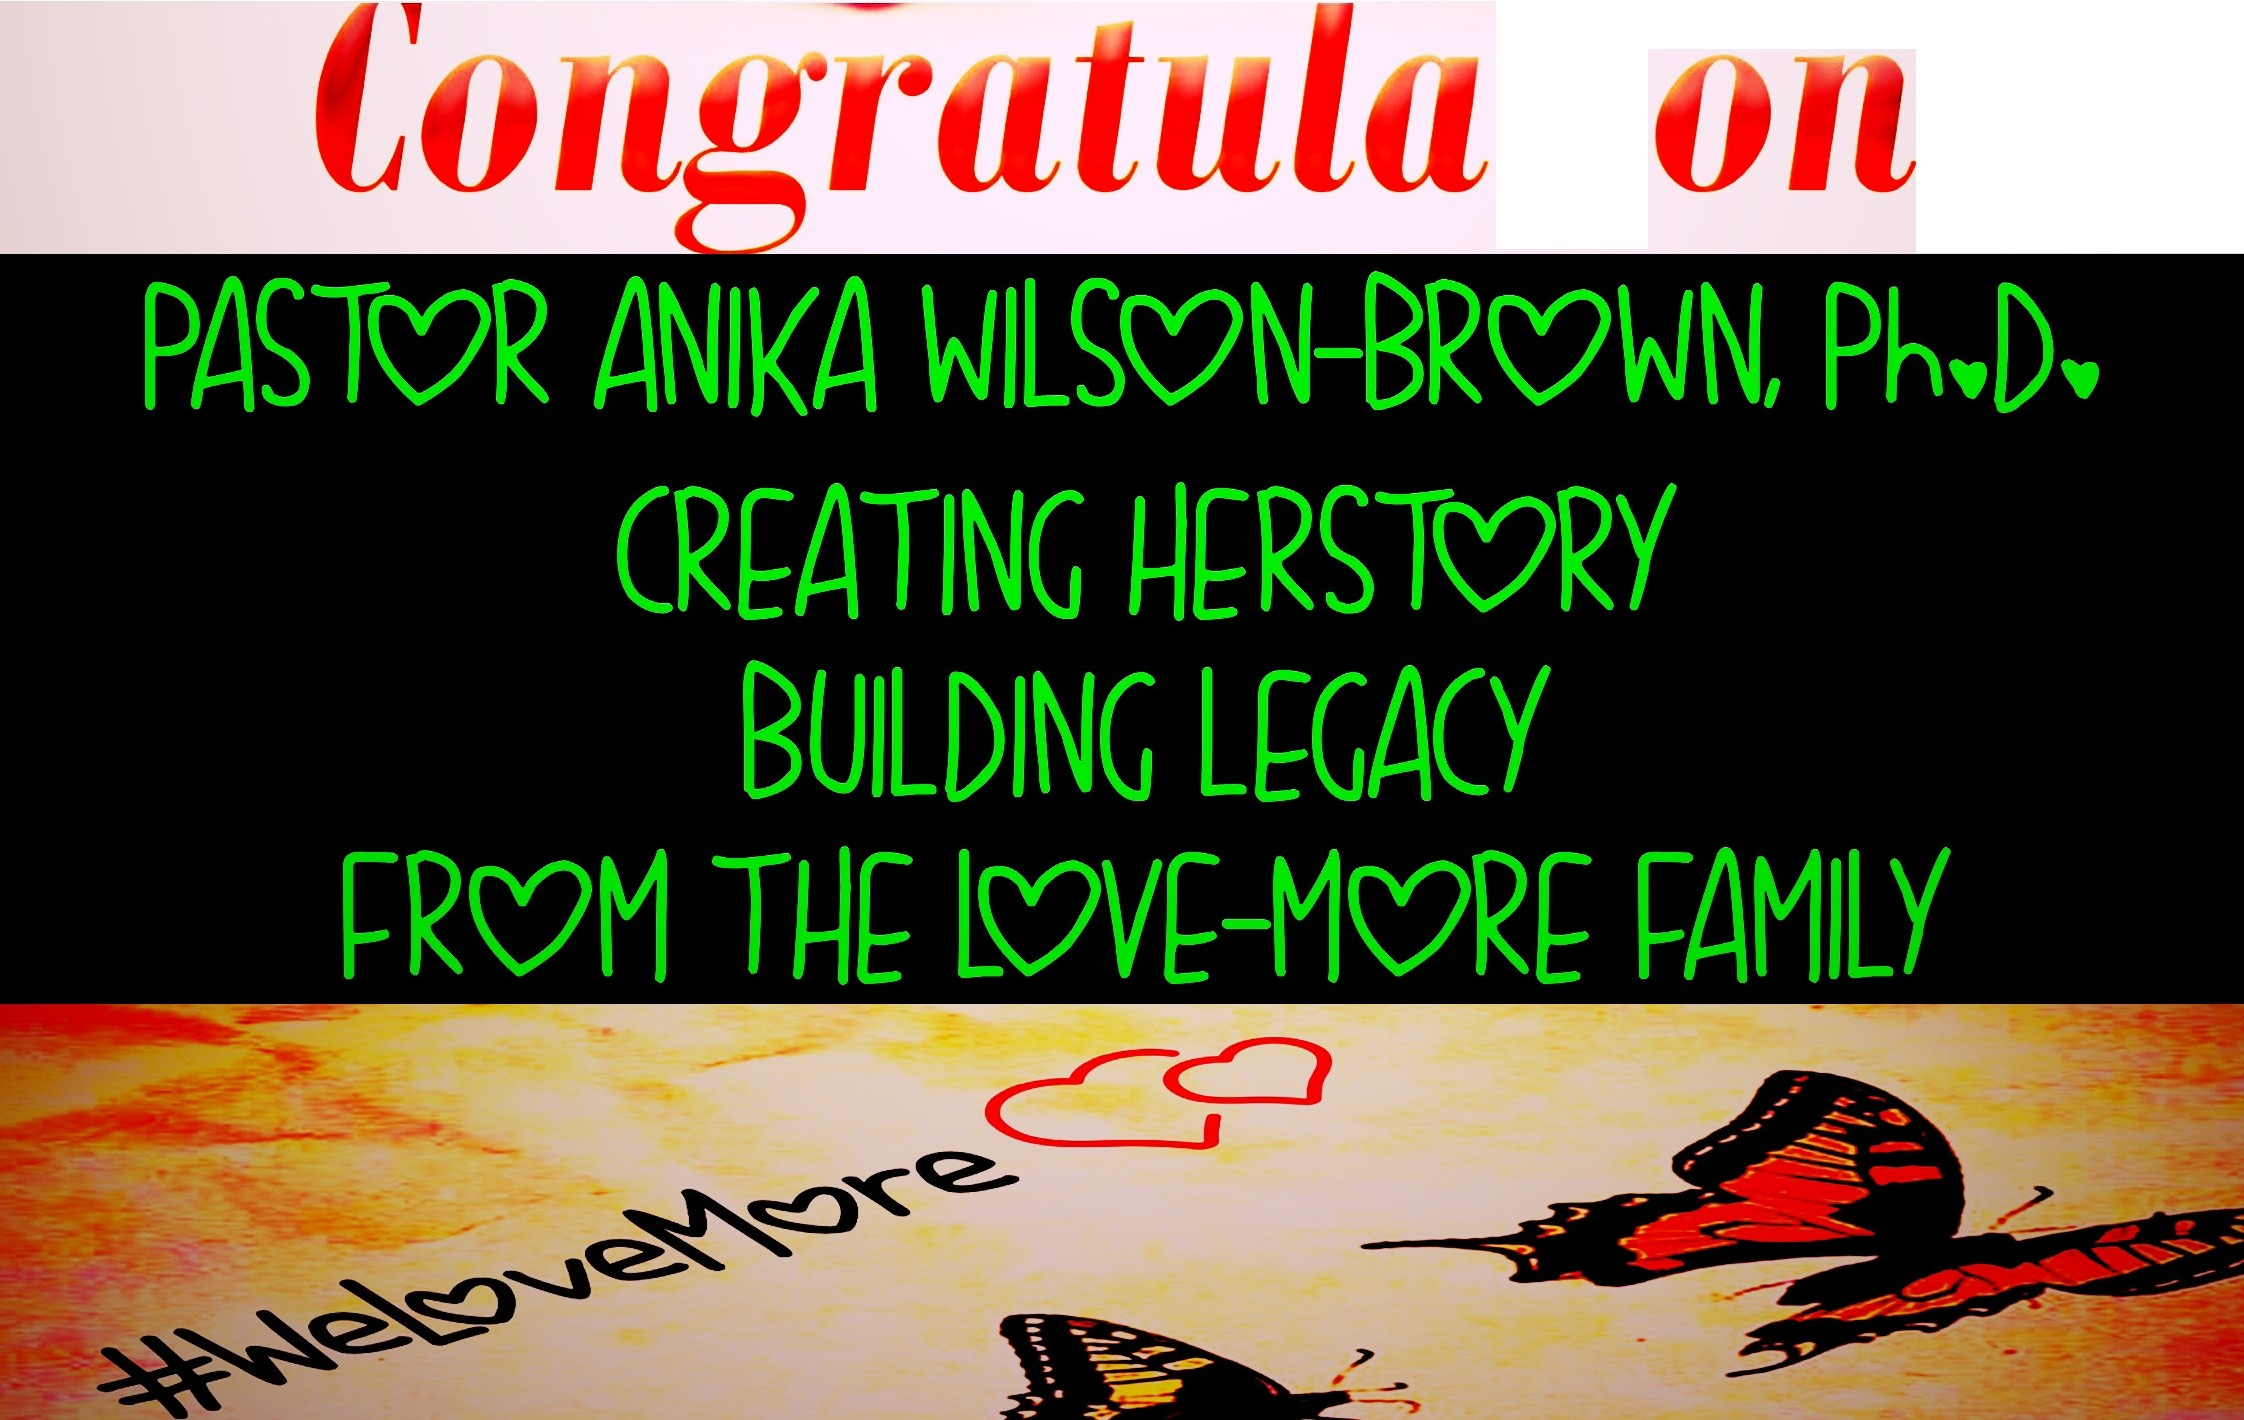 Congratula on
PASTOR ANIKA WILSON-BROWN, Ph.D.
CREATING HERSTORY
BUILDING LEGACY
FROM THE LOVE-MORE FAMILY
#WeLoveMore